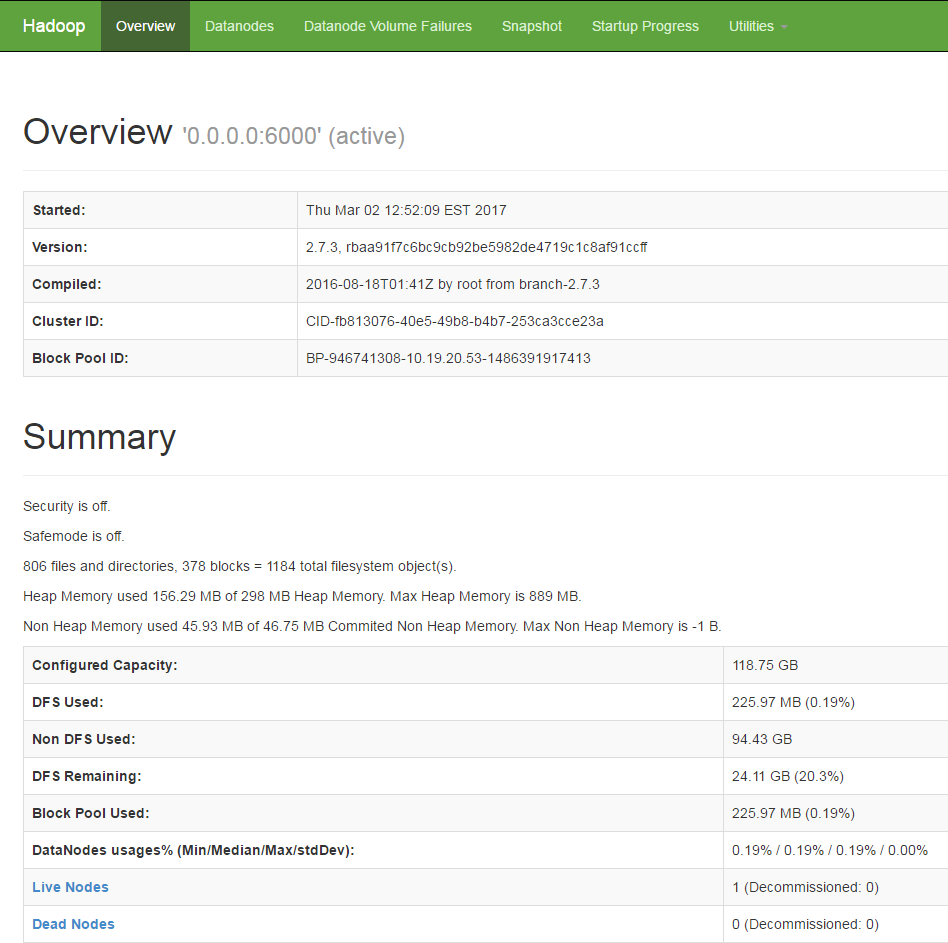 Hadoop Overview Datanodes Datanode Volume Failures Snapshot Startup Progress Utilities
Overview '0.0.0.0:6000' (active)
Started: Thu Mar 02 12:52:09 EST 2017
Version: 2.7.3, rbaa91f7c6bc9cb92be5982de4719c1c8af91ccff
Compiled: 2016-08-18T01:41Z by root from branch-2.7.3
Cluster ID: CID-fb813076-40e5-49b8-b4b7-253ca3cce23a
Block Pool ID: BP-946741308-10.19.20.53-1486391917413
Summary
Security is off.
Safemode is off.
806 files and directories, 378 blocks = 1184 total filesystem object(s).
Heap Memory used 156.29 MB of 298 MB Heap Memory. Max Heap Memory is 889 MB.
Non Heap Memory used 45.93 MB of 46.75 MB Commited Non Heap Memory. Max Non Heap Memory is -1 B.
Configured Capacity: 118.75 GB
DFS Used: 225.97 MB (0.19%)
Non DFS Used: 94.43 GB
DFS Remaining: 24.11 GB (20.3%)
Block Pool Used: 225.97 MB (0.19%)
DataNodes usages% (Min/Median/Max/stdDev): 0.19% / 0.19% / 0.19% / 0.00%
Live Nodes 1 (Decommissioned: 0)
Dead Nodes 0 (Decommissioned: 0)